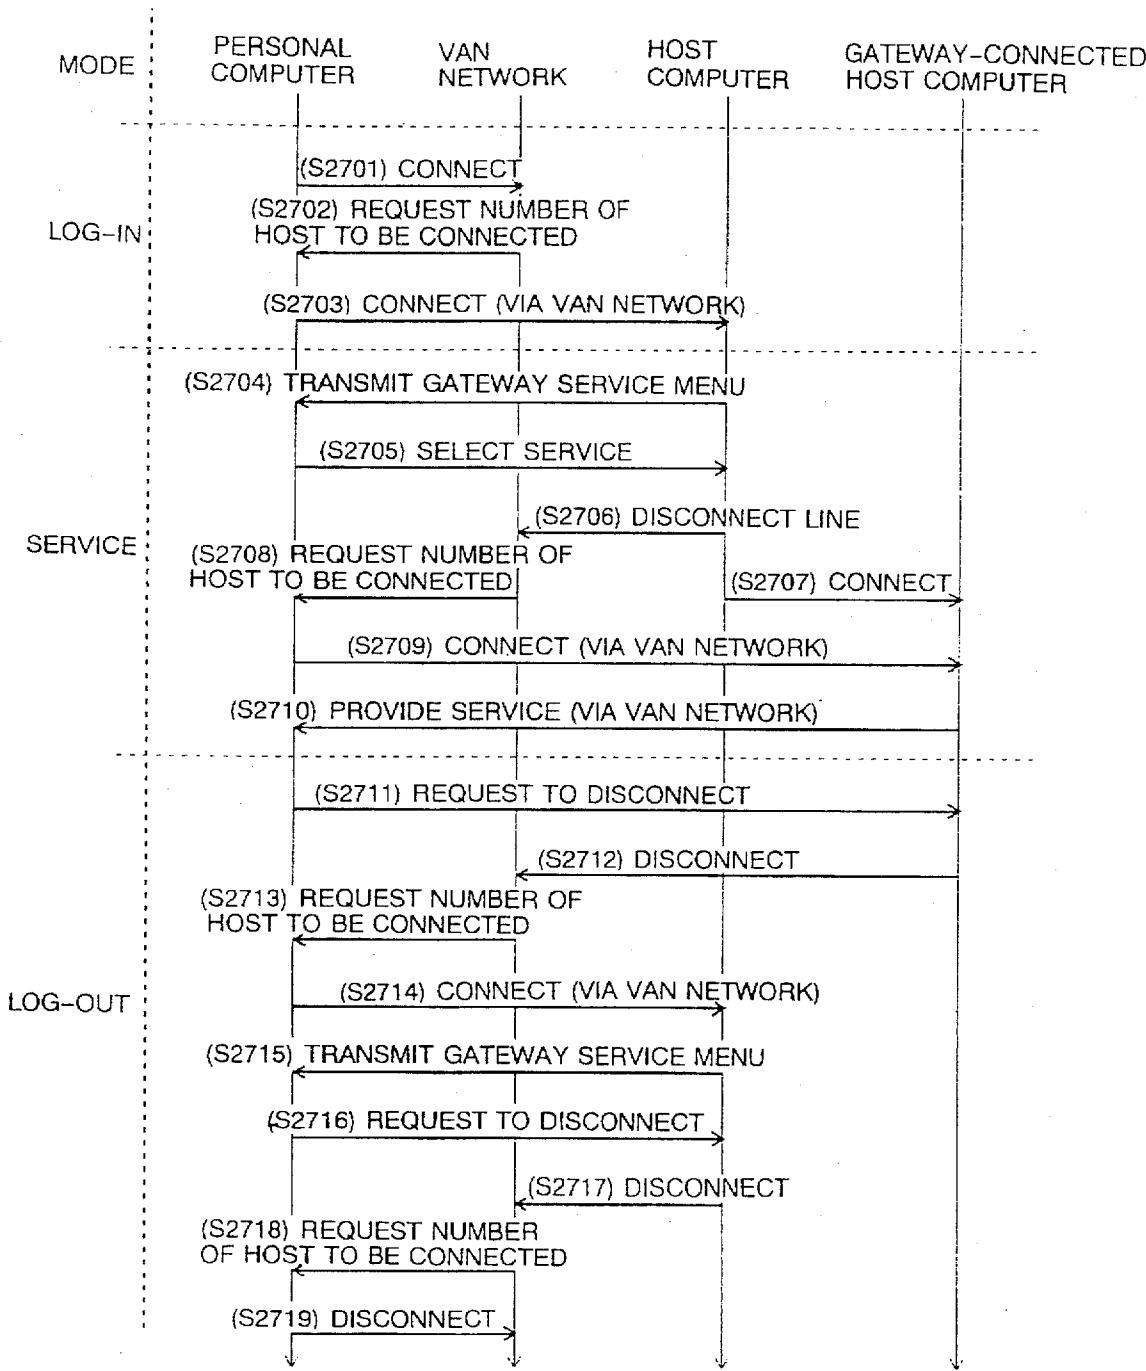 MODE
PERSONAL
COMPUTER
VAN
NETWORK
HOST
COMPUTER
GATEWAY-CONNECTED
HOST COMPUTER
(S2701) CONNECT
(S2702) REQUEST NUMBER OF
HOST TO BE CONNECTED
LOG-IN
(S2703) CONNECT (VIA VAN NETWORK)
(S2704) TRANSMIT GATEWAY SERVICE MENU
(S2705) SELECT SERVICE
(S2706) DISCONNECT LINE
SERVICE
(S2708) REQUEST NUMBER OF
HOST TO BE CONNECTED
(S2707) CONNECT
(S2709) CONNECT (VIA VAN NETWORK)
(S2710) PROVIDE SERVICE (VIA VAN NETWORK)
(S2711) REQUEST TO DISCONNECT
(S2712) DISCONNECT
(S2713) REQUEST NUMBER OF
HOST TO BE CONNECTED
LOG-OUT
(S2714) CONNECT (VIA VAN NETWORK)
(S2715) TRANSMIT GATEWAY SERVICE MENU
(S2716) REQUEST TO DISCONNECT
(S2717) DISCONNECT
(S2718) REQUEST NUMBER
OF HOST TO BE CONNECTED
(S2719) DISCONNECT